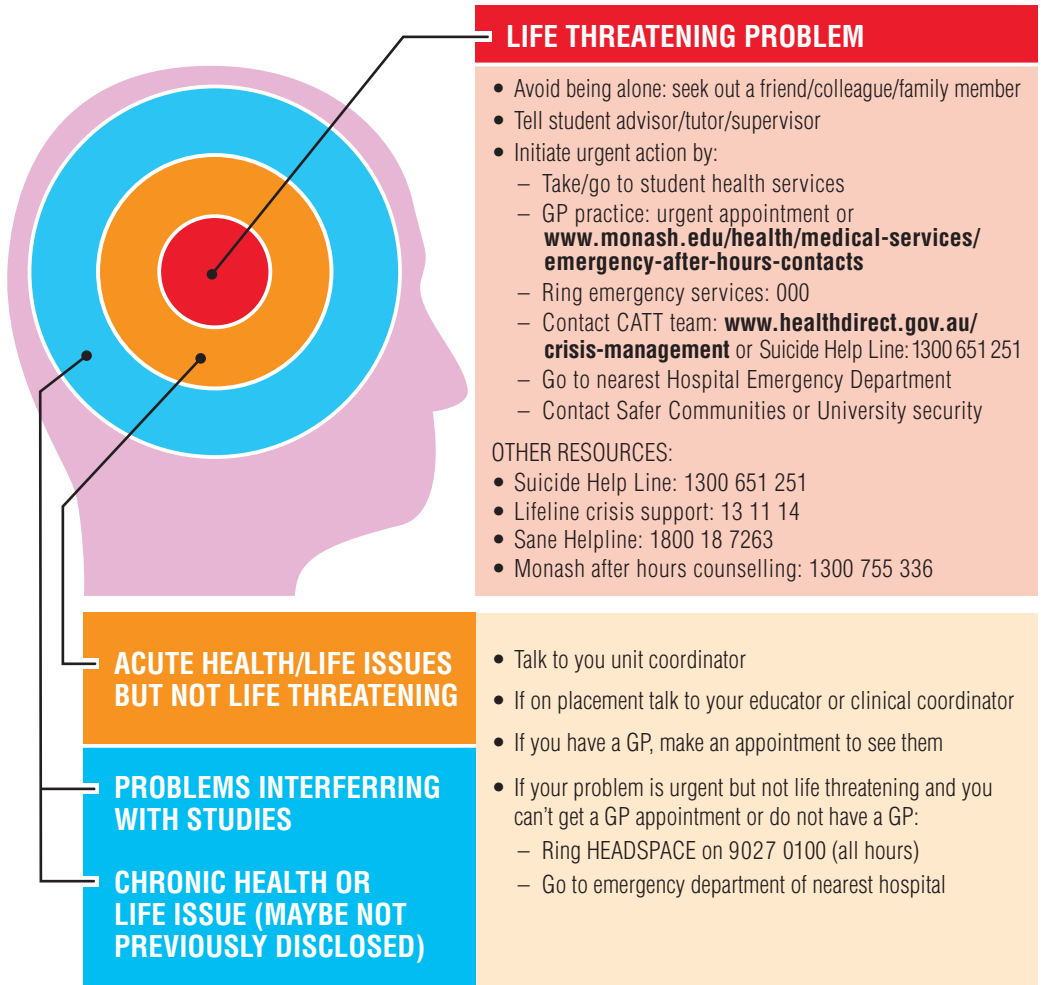 LIFE THREATENING PROBLEM
• Avoid being alone: seek out a friend/colleague/family member
• Tell student advisor/tutor/supervisor
• Initiate urgent action by:
– Take/go to student health services
– GP practice: urgent appointment or
www.monash.edu/health/medical-services/
emergency-after-hours-contacts
– Ring emergency services: 000
– Contact CATT team: www.healthdirect.gov.au/
crisis-management or Suicide Help Line: 1300 651 251
– Go to nearest Hospital Emergency Department
– Contact Safer Communities or University security
OTHER RESOURCES:
• Suicide Help Line: 1300 651 251
• Lifeline crisis support: 13 11 14
• Sane Helpline: 1800 18 7263
• Monash after hours counselling: 1300 755 336
ACUTE HEALTH/LIFE ISSUES
BUT NOT LIFE THREATENING
PROBLEMS INTERFERRING
WITH STUDIES
CHRONIC HEALTH OR
LIFE ISSUE (MAYBE NOT
PREVIOUSLY DISCLOSED)
• Talk to you unit coordinator
• If on placement talk to your educator or clinical coordinator
• If you have a GP, make an appointment to see them
• If your problem is urgent but not life threatening and you
can't get a GP appointment or do not have a GP:
– Ring HEADSPACE on 9027 0100 (all hours)
– Go to emergency department of nearest hospital